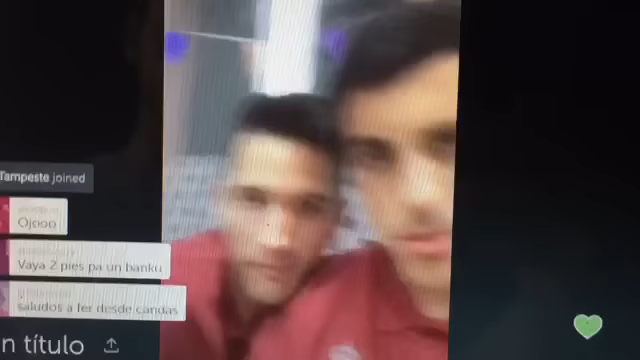 Tampeste joined
Ojooo
Vaya 2 pies pa un banku
saludos a fer desde candas
n título